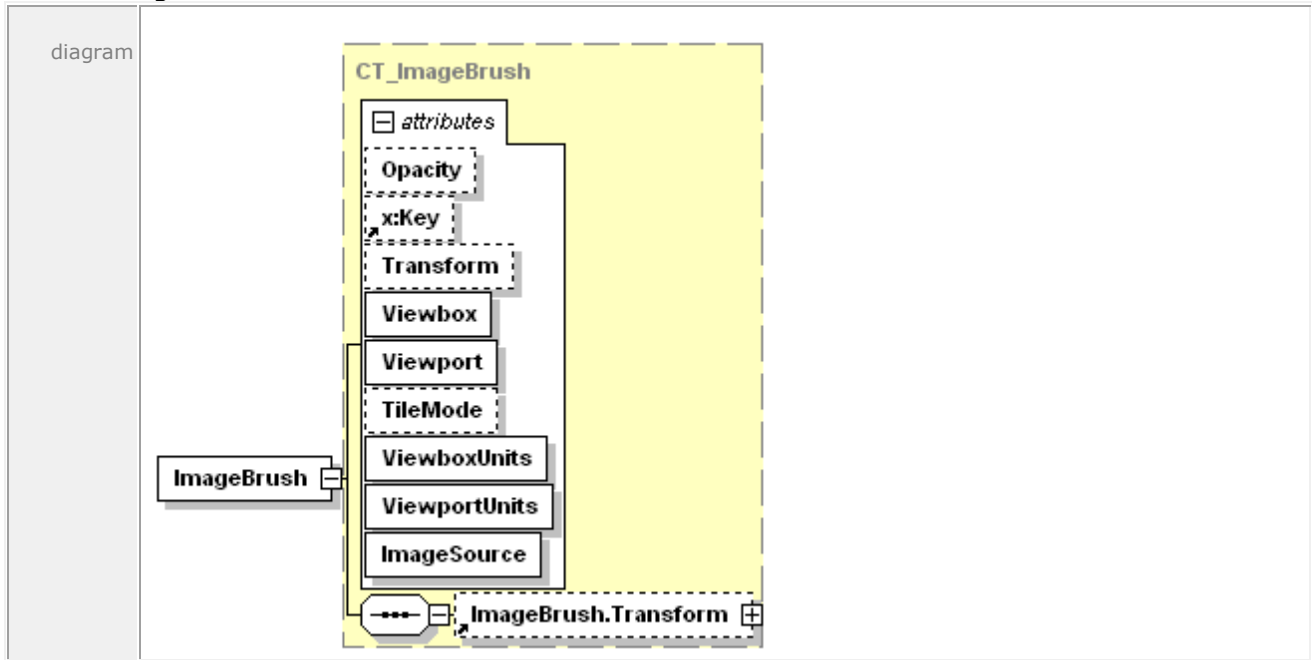 diagram
CT_ImageBrush
attributes
Opacity
x:Key
Transform
Viewbox
Viewport
TileMode
ViewboxUnits
ImageBrush
ViewportUnits
ImageSource
ImageBrush.Transform